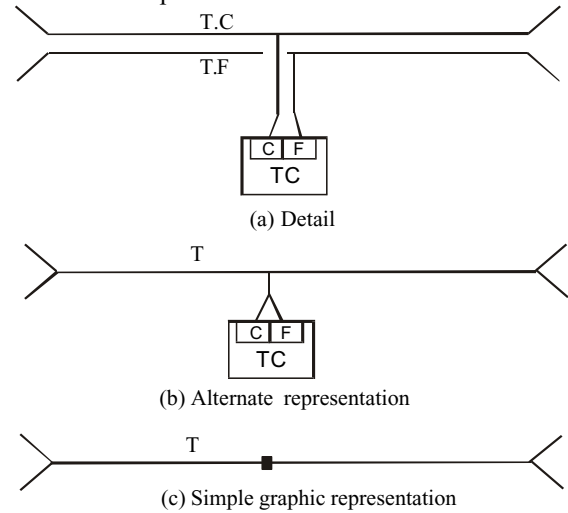 T.C
T.F
C F
TC
(a) Detail
T
C F
TC
(b) Alternate representation
T
(c) Simple graphic representation